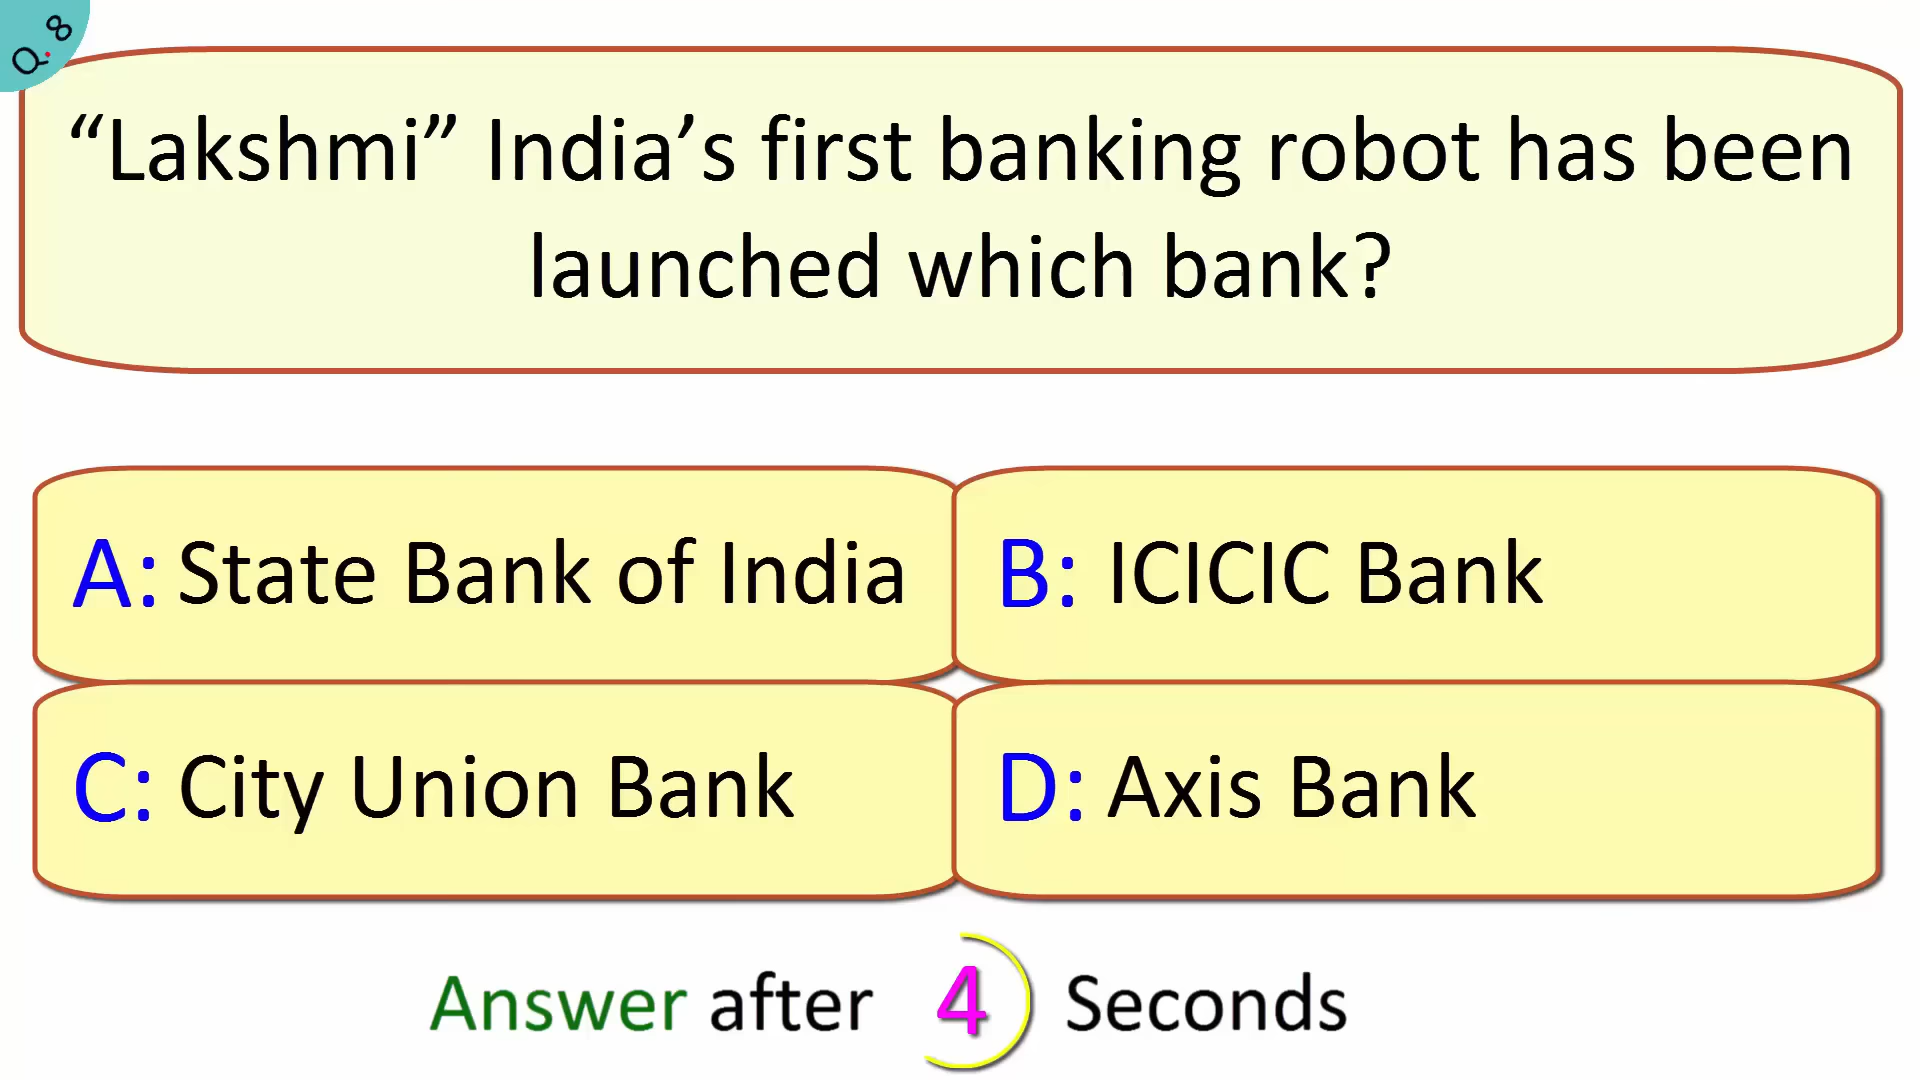 Q. 8
“Lakshmi” India’s first banking robot has been
launched which bank?
A: State Bank of India
B: ICICIC Bank
C: City Union Bank
D: Axis Bank
Answer after 4 Seconds